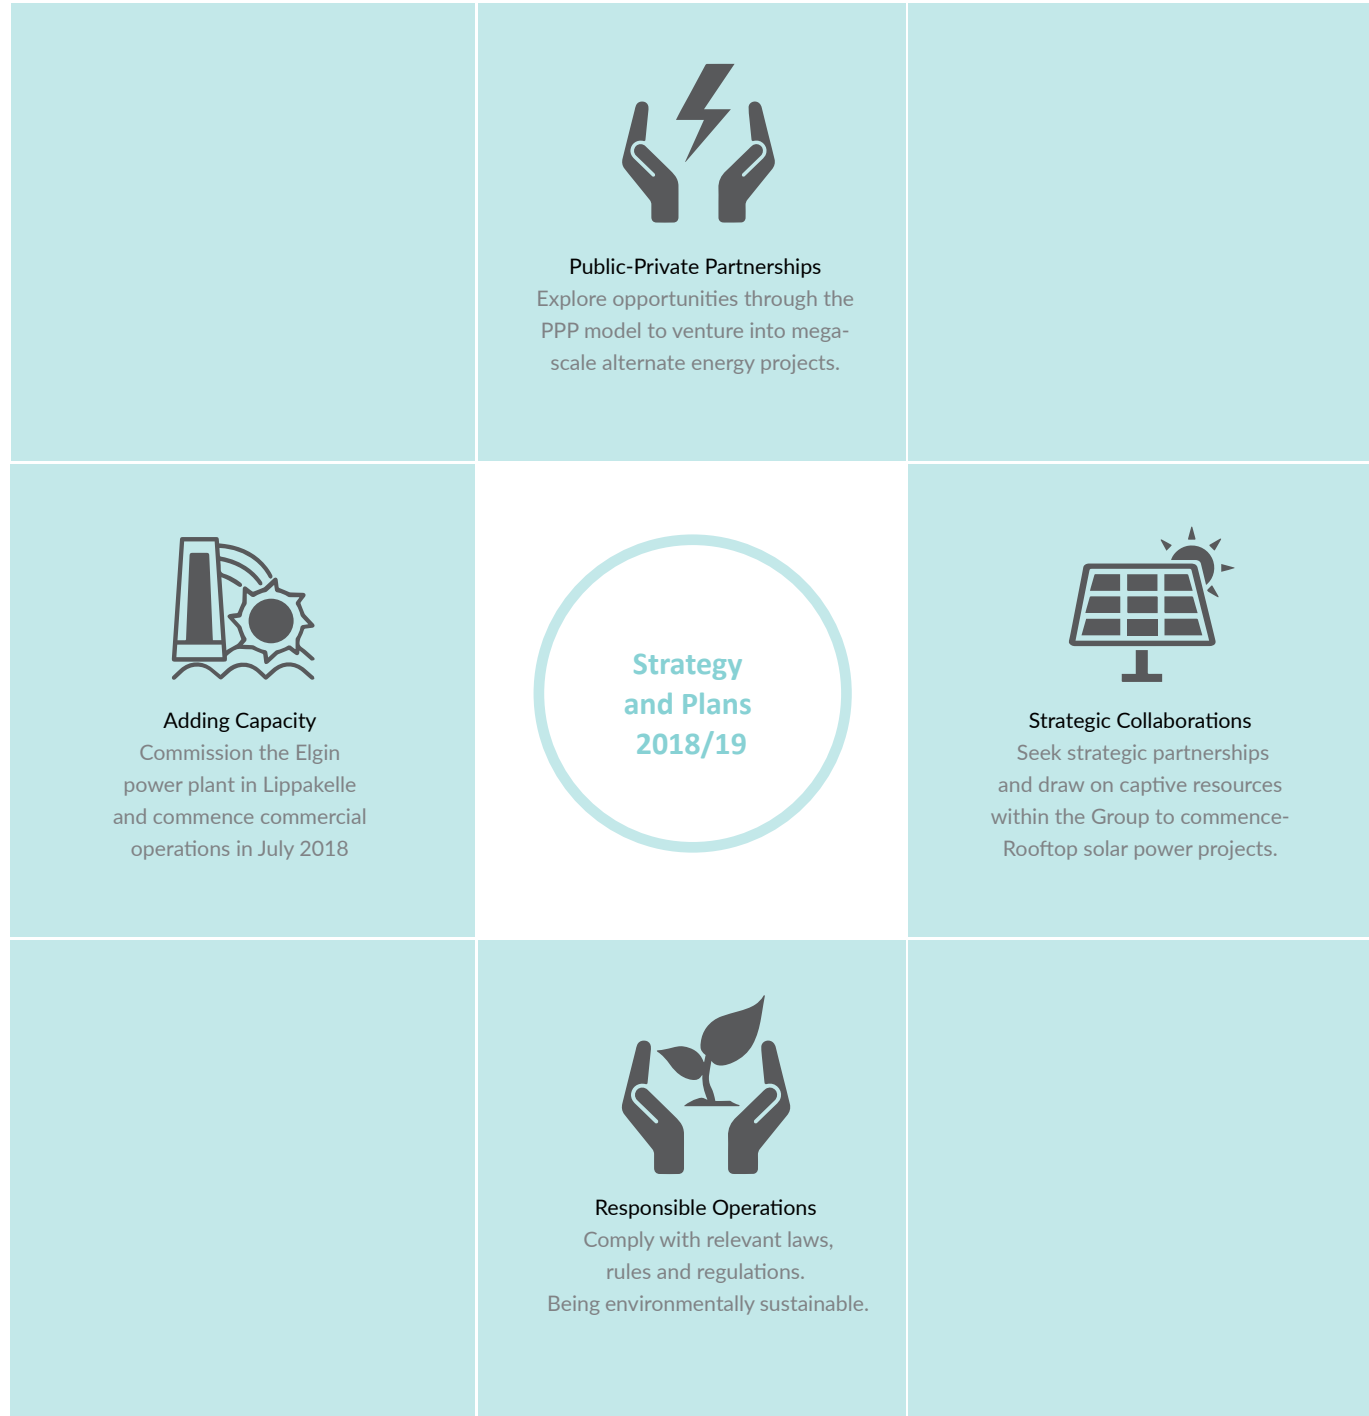 Public-Private Partnerships
Explore opportunities through the
PPP model to venture into mega-
scale alternate energy projects.
Adding Capacity
Commission the Elgin
power plant in Lippakelle
and commence commercial
operations in July 2018
Strategy
and Plans
2018/19
Strategic Collaborations
Seek strategic partnerships
and draw on captive resources
within the Group to commence-
Rooftop solar power projects.
Responsible Operations
Comply with relevant laws,
rules and regulations.
Being environmentally sustainable.